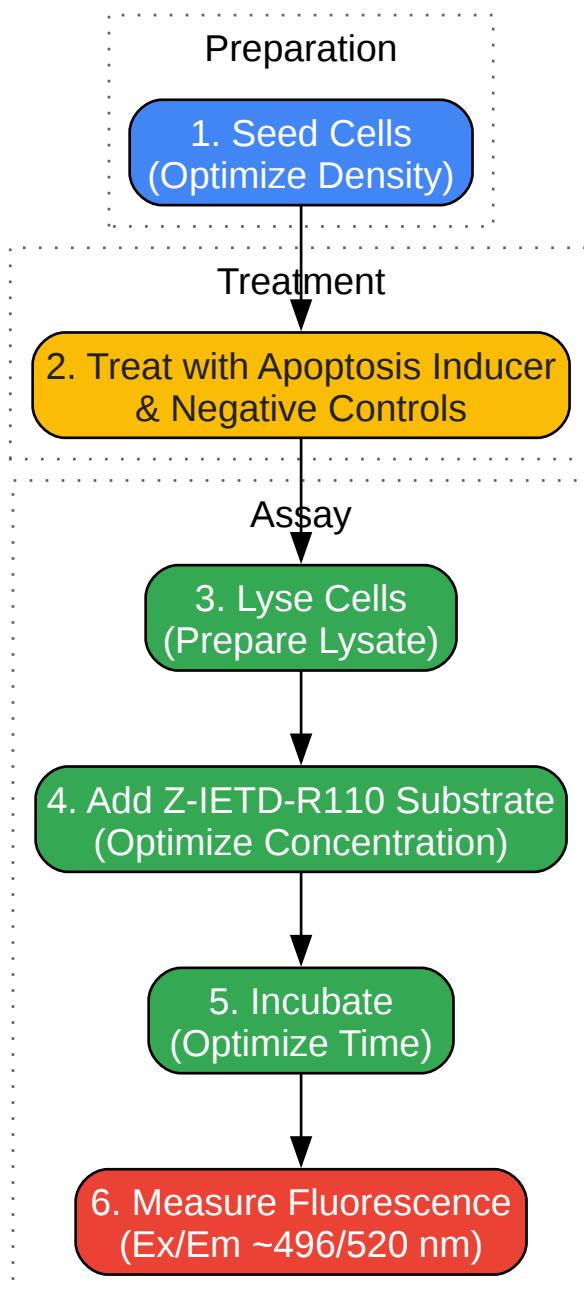 Preparation
1. Seed Cells
(Optimize Density)
Treatment
2. Treat with Apoptosis Inducer
& Negative Controls
Assay
3. Lyse Cells
(Prepare Lysate)
4. Add Z-IETD-R110 Substrate
(Optimize Concentration)
5. Incubate
(Optimize Time)
6. Measure Fluorescence
(Ex/Em ~496/520 nm)